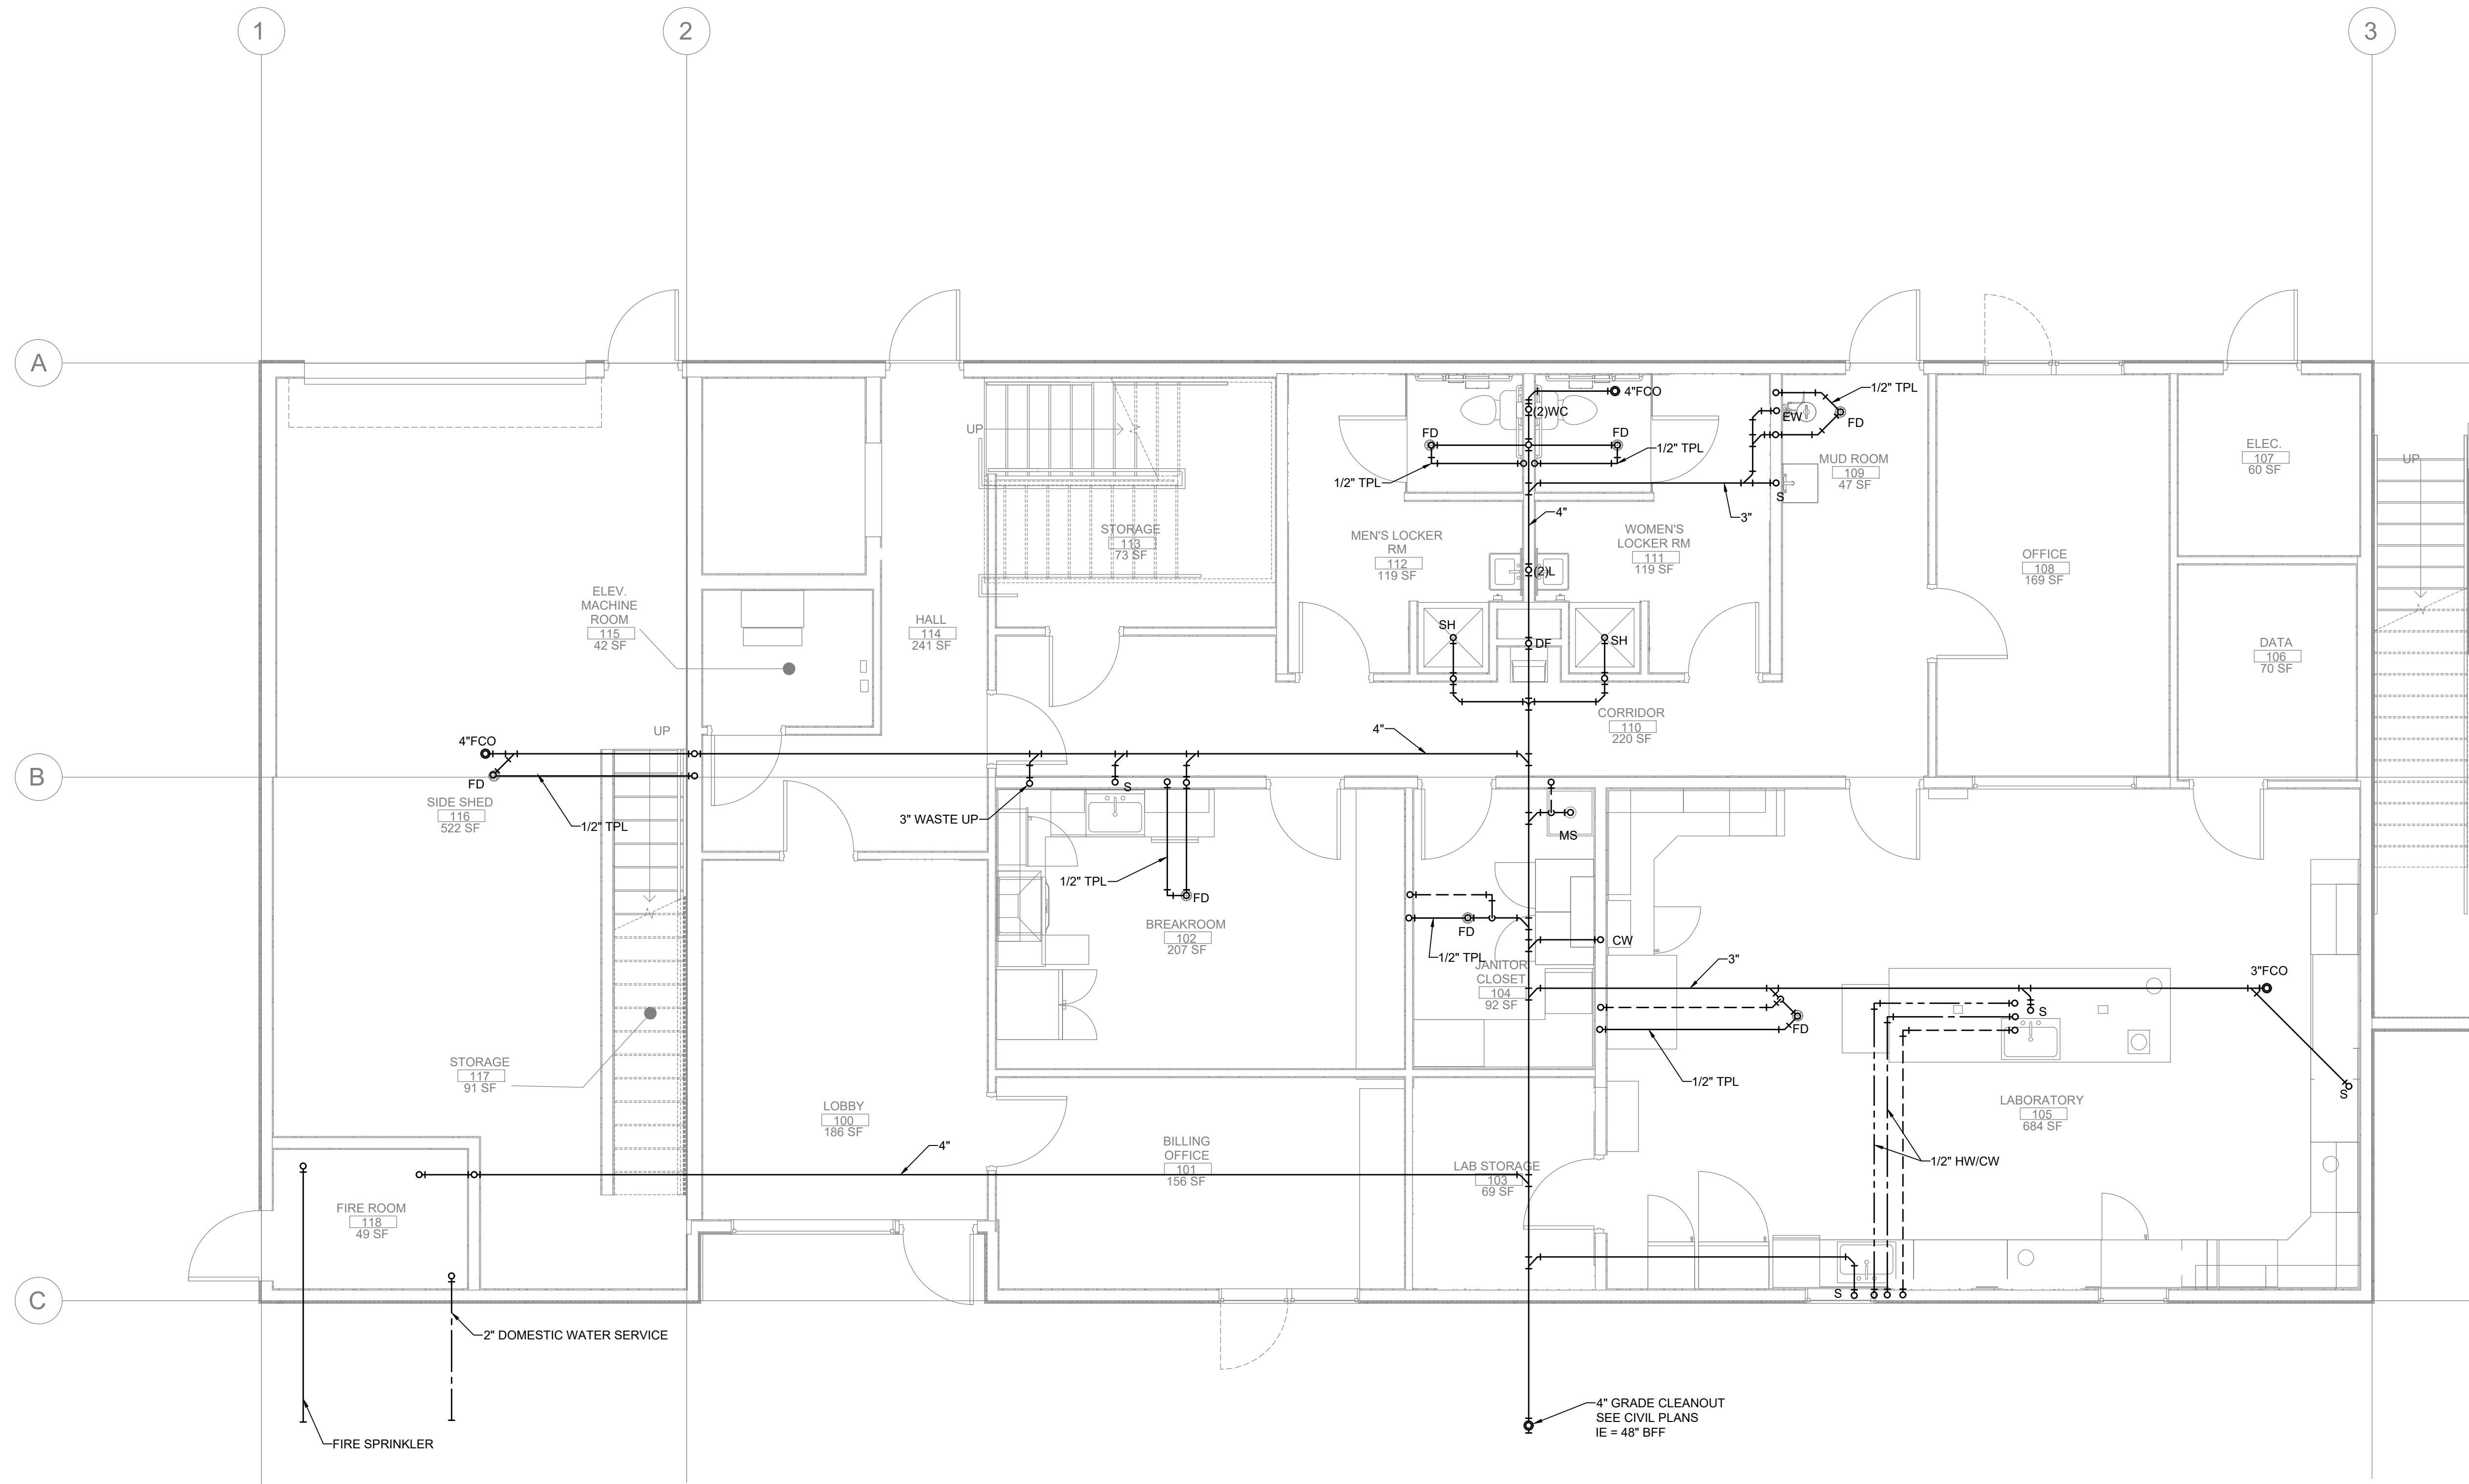 1
2
3
A
4"FCO
(2)WC
1/2" TPL
EW
FD
UP
FD
FD
1/2" TPL
1/2" TPL
ELEC.
107
60 SF
MUD ROOM
109
47 SF
UP
S
3"
4"
STORAGE
113
73 SF
MEN'S LOCKER
RM
112
119 SF
WOMEN'S
LOCKER RM
111
119 SF
OFFICE
108
169 SF
(2)L
ELEV.
MACHINE
ROOM
115
42 SF
HALL
114
241 SF
SH
DF
SH
DATA
106
70 SF
CORRIDOR
110
220 SF
UP
4"FCO
4"
B
FD
SIDE SHED
116
522 SF
1/2" TPL
S
3" WASTE UP
MS
1/2" TPL
FD
BREAKROOM
102
207 SF
FD
1/2" TPL
CW
JANITOR
CLOSET
104
92 SF
3"
3"FCO
S
FD
1/2" TPL
S
STORAGE
117
91 SF
LOBBY
100
186 SF
LABORATORY
105
684 SF
4"
BILLING
OFFICE
101
156 SF
LAB STORAGE
103
69 SF
1/2" HW/CW
FIRE ROOM
118
49 SF
C
S
2" DOMESTIC WATER SERVICE
4" GRADE CLEANOUT
SEE CIVIL PLANS
IE = 48" BFF
FIRE SPRINKLER